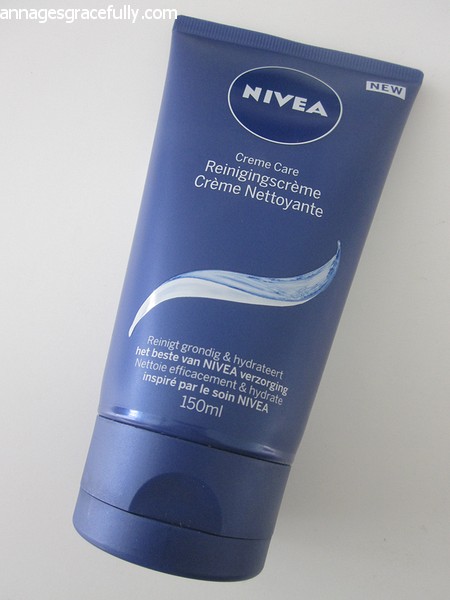 annagesgracefully.com
NIVEA
NEW
Creme Care
Reinigingscrème
Crème Nettoyante
Reinigt grondig & hydrateert
het beste van NIVEA verzorging
Nettoie efficacement & hydrate
inspiré par le soin NIVEA
150ml